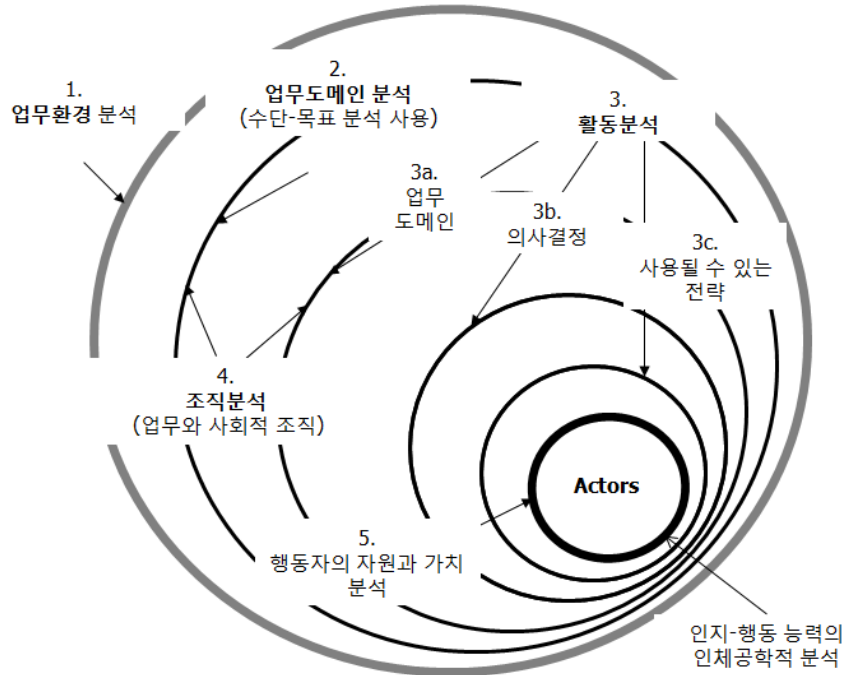 1.
업무환경 분석
2.
업무도메인 분석
(수단-목표 분석 사용)
3.
활동분석
3a.
업무
도메인
3b.
의사결정
3c.
사용될 수 있는
전략
4.
조직분석
(업무와 사회적 조직)
Actors
5.
행동자의 자원과 가치
분석
인지-행동 능력의
인체공학적 분석